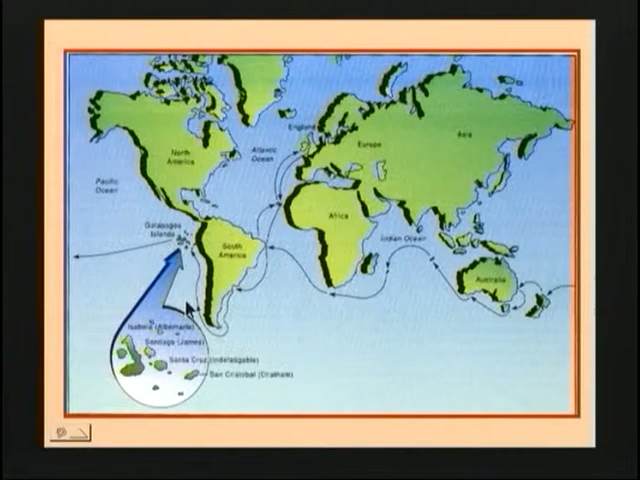 England
Europe
Asia
North
America
Atlantic
Ocean
Pacific
Ocean
Galapagos
Islands
South
America
Africa
Indian Ocean
Australia
Isabela (Albemarle)
Santiago (James)
Santa Cruz (Indefatigable)
San Cristobal (Chatham)